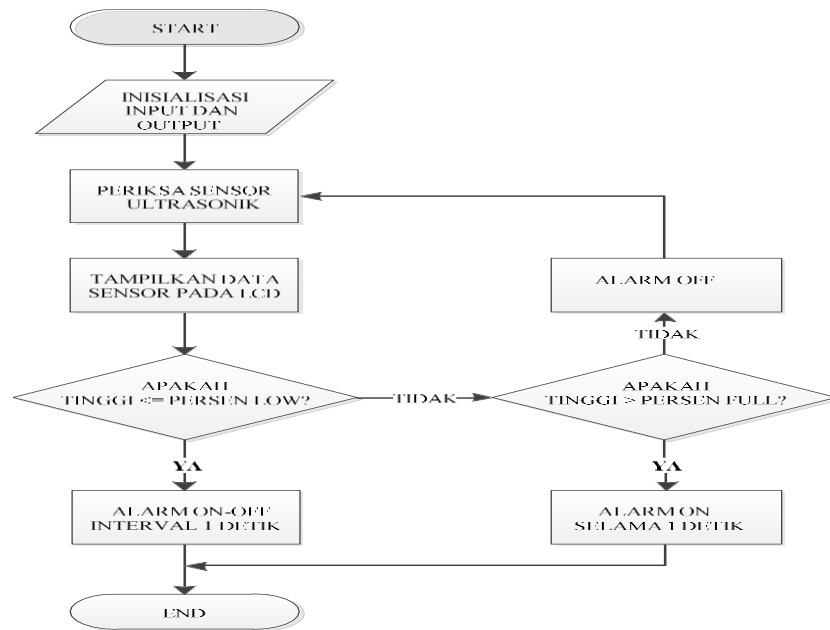 START
INISIALISASI
INPUT DAN
OUTPUT
PERIKSA SENSOR
ULTRASONIK
TAMPILKAN DATA
SENSOR PADA LCD
ALARM OFF
TIDAK
APAKAH
TINGGI <= PERSEN LOW?
TIDAK
APAKAH
TINGGI > PERSEN FULL?
YA
YA
ALARM ON-OFF
INTERVAL 1 DETIK
ALARM ON
SELAMA 1 DETIK
END